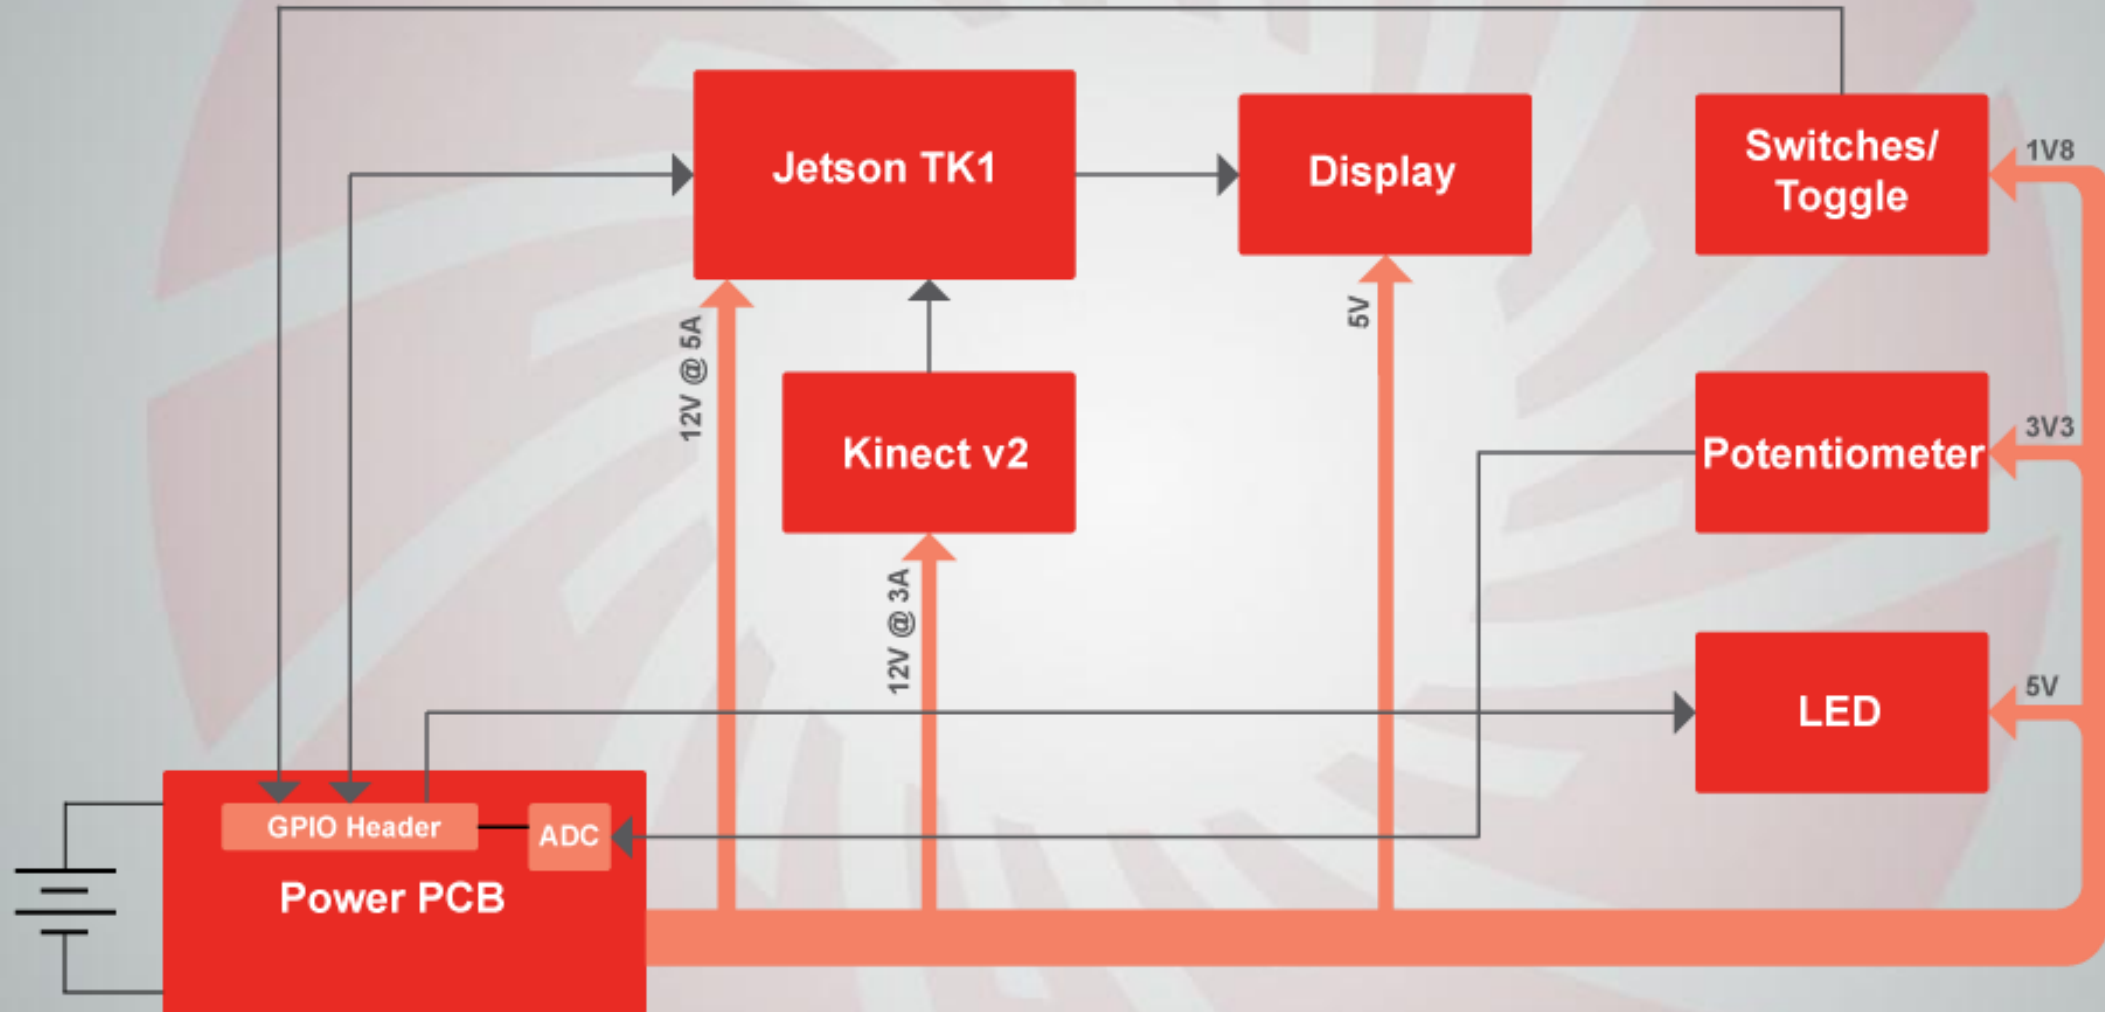 Jetson TK1
Display
Switches/
Toggle
1V8
12V @ 5A
5V
Kinect v2
Potentiometer
3V3
12V @ 3A
LED
5V
GPIO Header
ADC
Power PCB